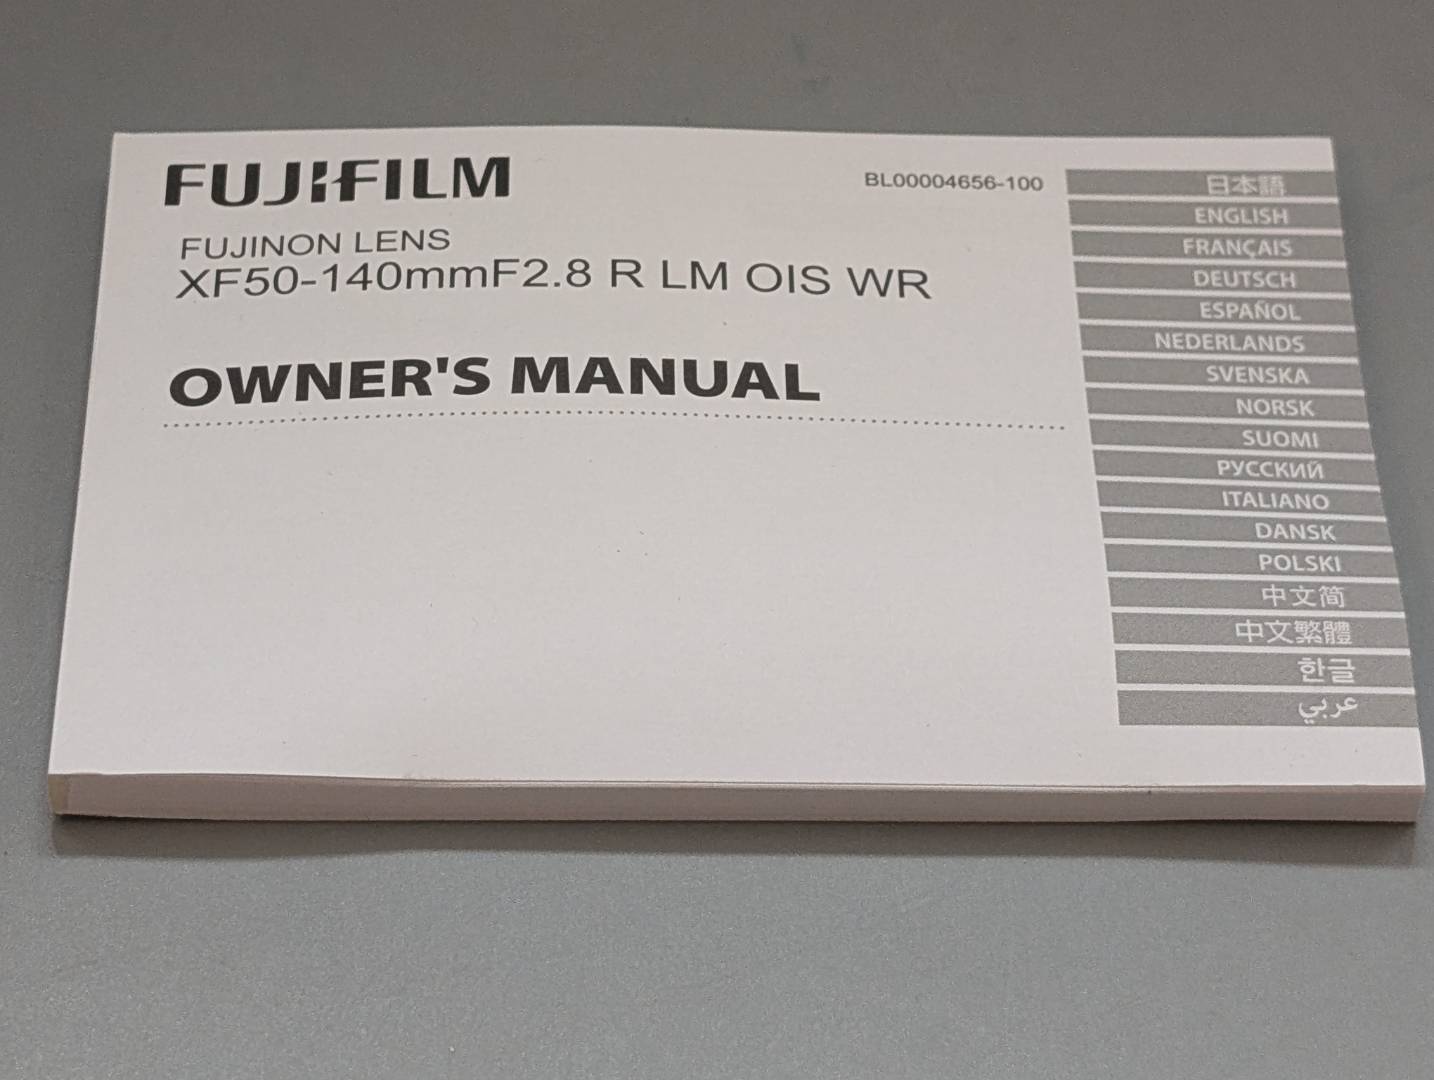 FUJIFILM
BL00004656-100
FUJINON LENS
XF50-140mmF2.8 R LM OIS WR
OWNER'S MANUAL
日本語
ENGLISH
FRANÇAIS
DEUTSCH
ESPAÑOL
NEDERLANDS
SVENSKA
NORSK
SUOMI
РУССКИЙ
ITALIANO
DANSK
POLSKI
中文简
中文繁體
한글
عربي